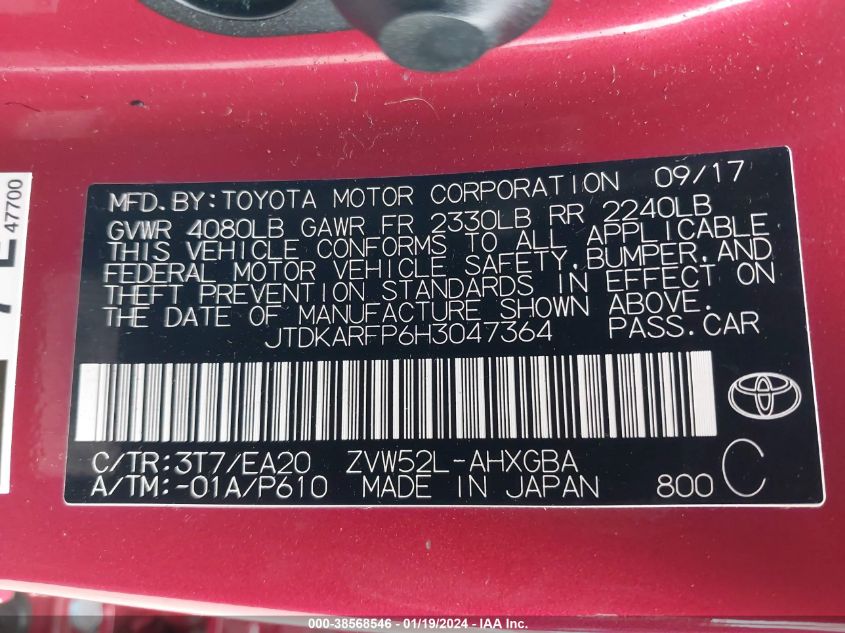 47700
MFD. BY: TOYOTA MOTOR CORPORATION 09/17
GVWR 4080LB GAWR FR 2330LB RR 2240LB
THIS VEHICLE CONFORMS TO ALL APPLICABLE
FEDERAL MOTOR VEHICLE SAFETY, BUMPER, AND
THEFT PREVENTION STANDARDS IN EFFECT ON
THE DATE OF MANUFACTURE SHOWN ABOVE.
JTDKARFP6H3047364 PASS. CAR
C/TR: 3T7/EA20 ZVW52L-AHXGBA
A/TM: -01A/P610 MADE IN JAPAN 800 C
000-38568546 - 01/19/2024 - IAA Inc.